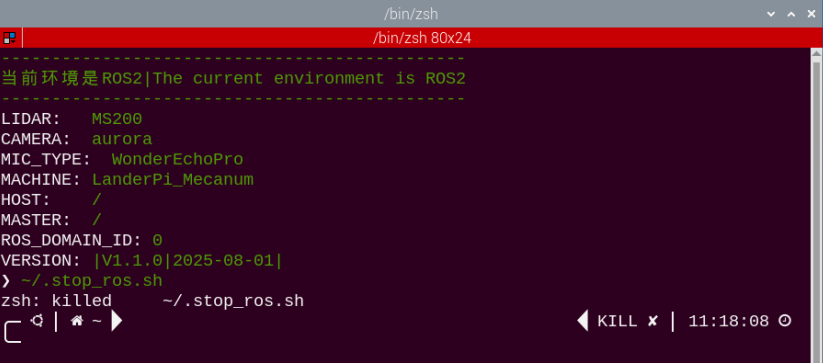 /bin/zsh
/bin/zsh 80x24
-----------------------------------------------
当前环境是ROS2|The current environment is ROS2
-----------------------------------------------
LIDAR: MS200
CAMERA: aurora
MIC_TYPE: WonderEchoPro
MACHINE: LanderPi_Mecanum
HOST: /
MASTER: /
ROS_DOMAIN_ID: 0
VERSION: |V1.1.0|2025-08-01|
❯ ~/.stop_ros.sh
zsh: killed ~/.stop_ros.sh
~ KILL ✘ 11:18:08